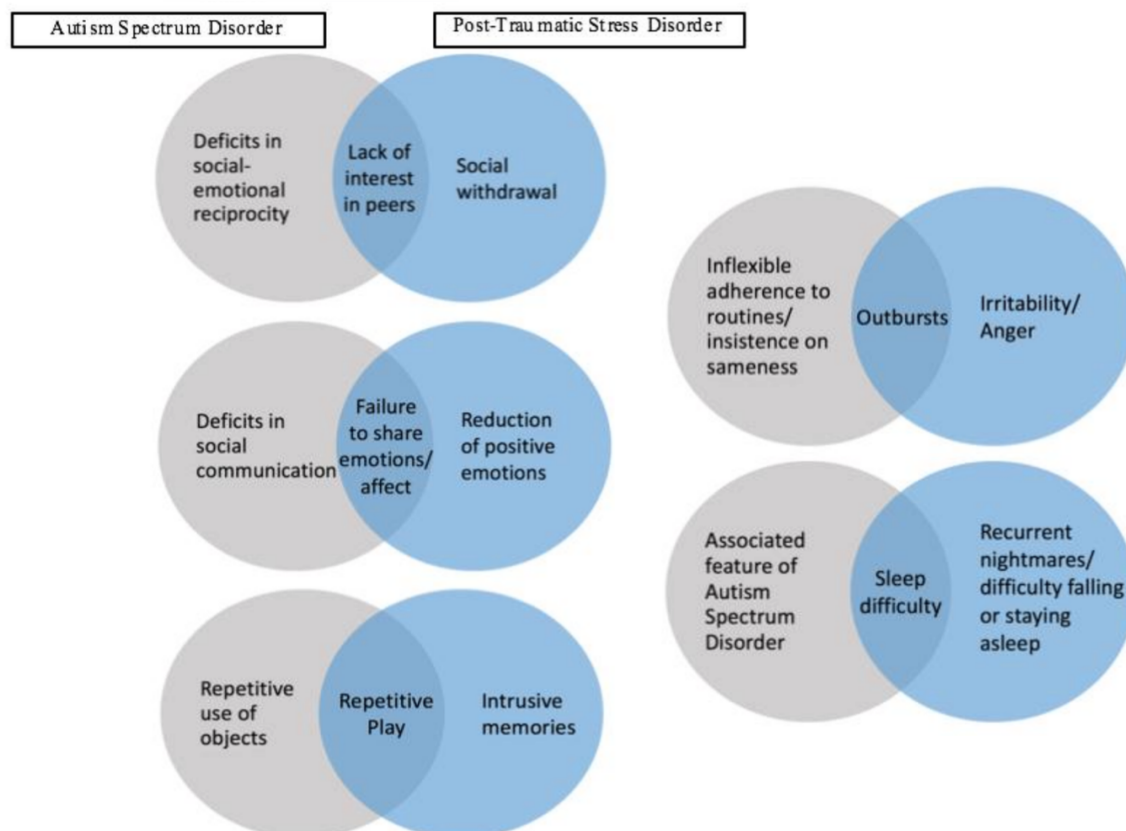 Autism Spectrum Disorder
Post-Traumatic Stress Disorder
Deficits in
social-
emotional
reciprocity
Lack of
interest
in peers
Social
withdrawal
Deficits in
social
communication
Failure
to share
emotions/
affect
Reduction
of positive
emotions
Repetitive
use of
objects
Repetitive
Play
Intrusive
memories
Inflexible
adherence to
routines/
insistence on
sameness
Outbursts
Irritability/
Anger
Associated
feature of
Autism
Spectrum
Disorder
Sleep
difficulty
Recurrent
nightmares/
difficulty falling
or staying
asleep